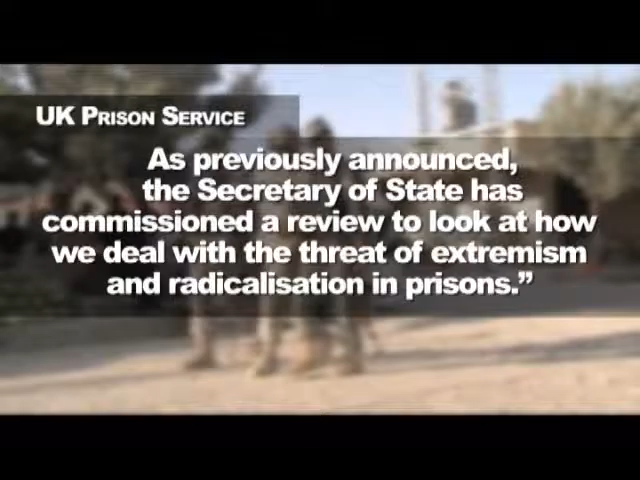 UK PRISON SERVICE
As previously announced,
the Secretary of State has
commissioned a review to look at how
we deal with the threat of extremism
and radicalisation in prisons.”